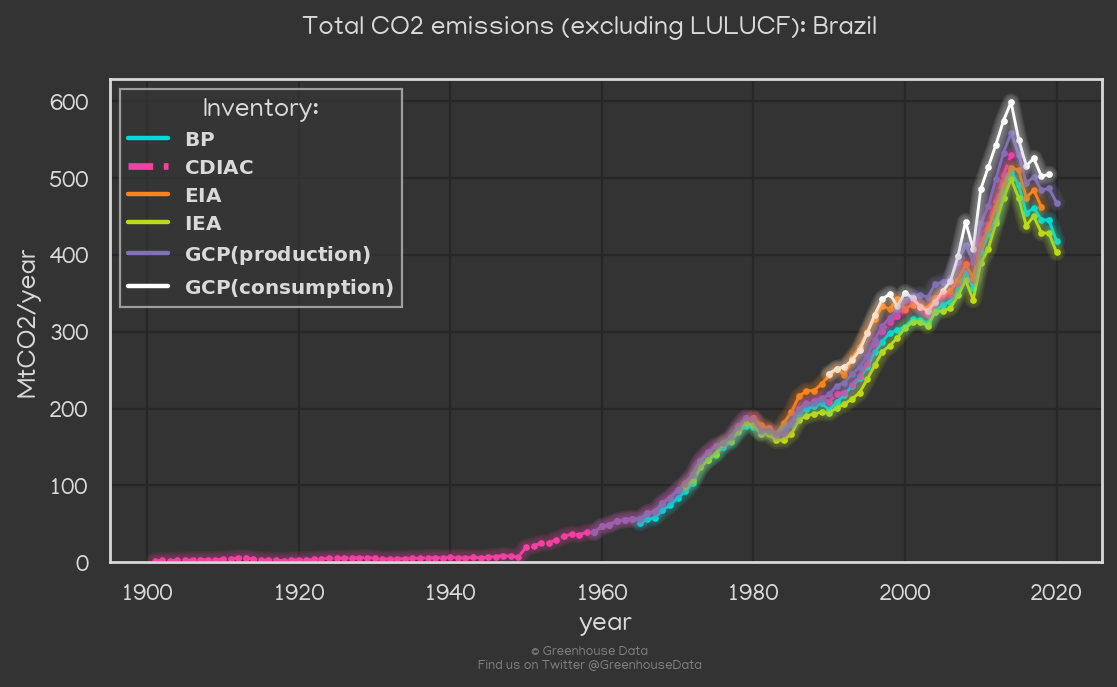 Total CO2 emissions (excluding LULUCF): Brazil
Inventory:
BP
CDIAC
EIA
IEA
GCP(production)
GCP(consumption)
MtCO2/year
600
500
400
300
200
100
0
1900 1920 1940 1960 1980 2000 2020
year
© Greenhouse Data
Find us on Twitter @GreenhouseData